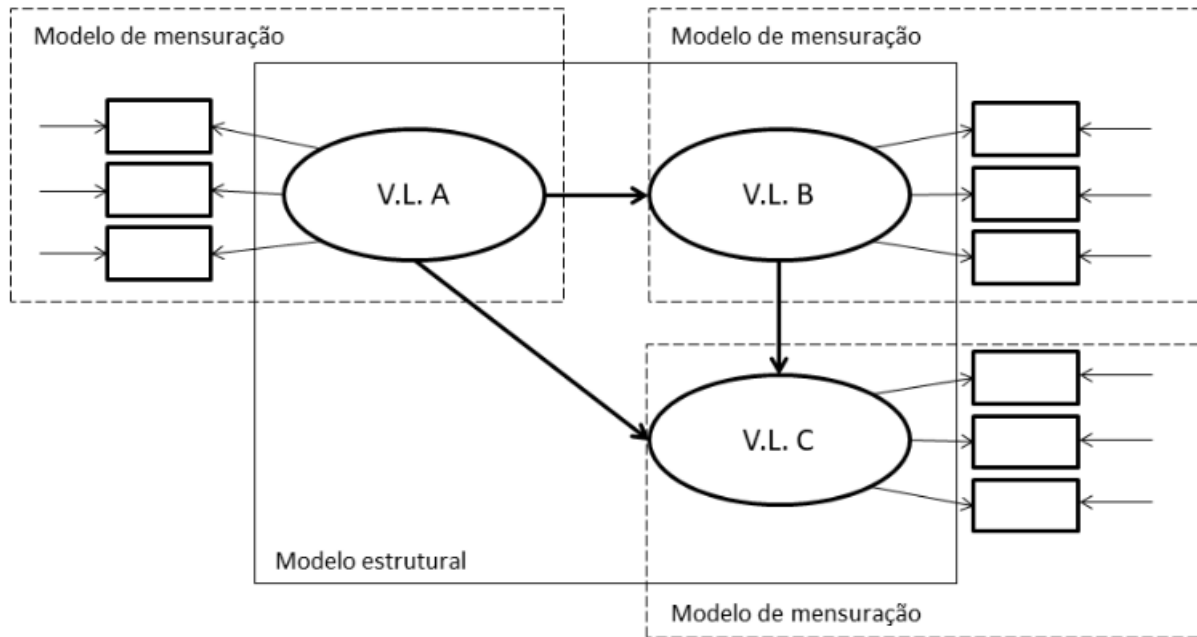 Modelo de mensuração
Modelo de mensuração
V.L. A
V.L. B
V.L. C
Modelo estrutural
Modelo de mensuração